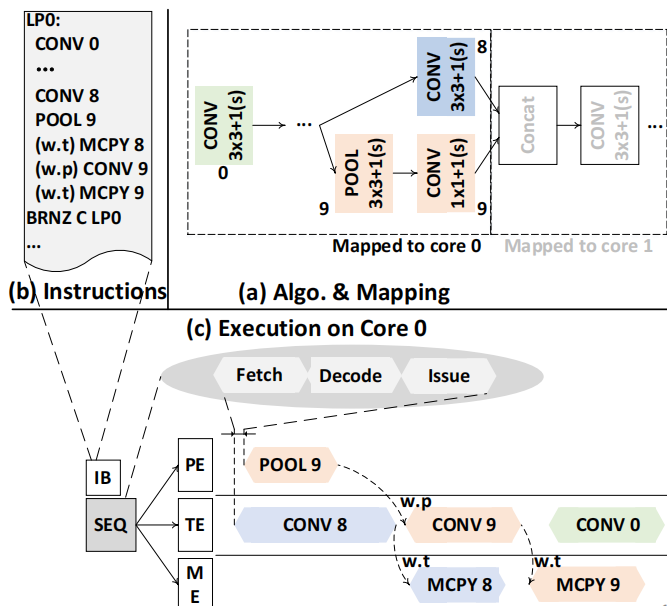 LP0:
CONV 0
...
CONV 8
POOL 9
(w.t) MCPY 8
(w.p) CONV 9
(w.t) MCPY 9
BRNZ C LP0
...
(b) Instructions
CONV
3x3+1(s)
0
...
CONV
3x3+1(s)
8
POOL
3x3+1(s)
9
CONV
1x1+1(s)
9
Concat
CONV
3x3+1(s)
...
Mapped to core 0
Mapped to core 1
(a) Algo. & Mapping
(c) Execution on Core 0
Fetch
Decode
Issue
IB
SEQ
PE
TE
M
E
POOL 9
w.p
CONV 8
CONV 9
CONV 0
w.t
w.t
MCPY 8
MCPY 9